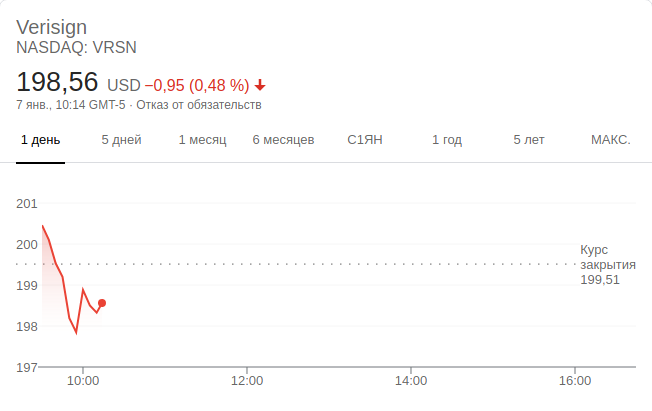 Verisign
NASDAQ: VRSN
198,56 USD −0,95 (0,48 %)
7 янв., 10:14 GMT-5 · Отказ от обязательств
1 день 5 дней 1 месяц 6 месяцев С1ЯН 1 год 5 лет МАКС.
201
200
199
198
197
Курс
закрытия
199,51
10:00 12:00 14:00 16:00